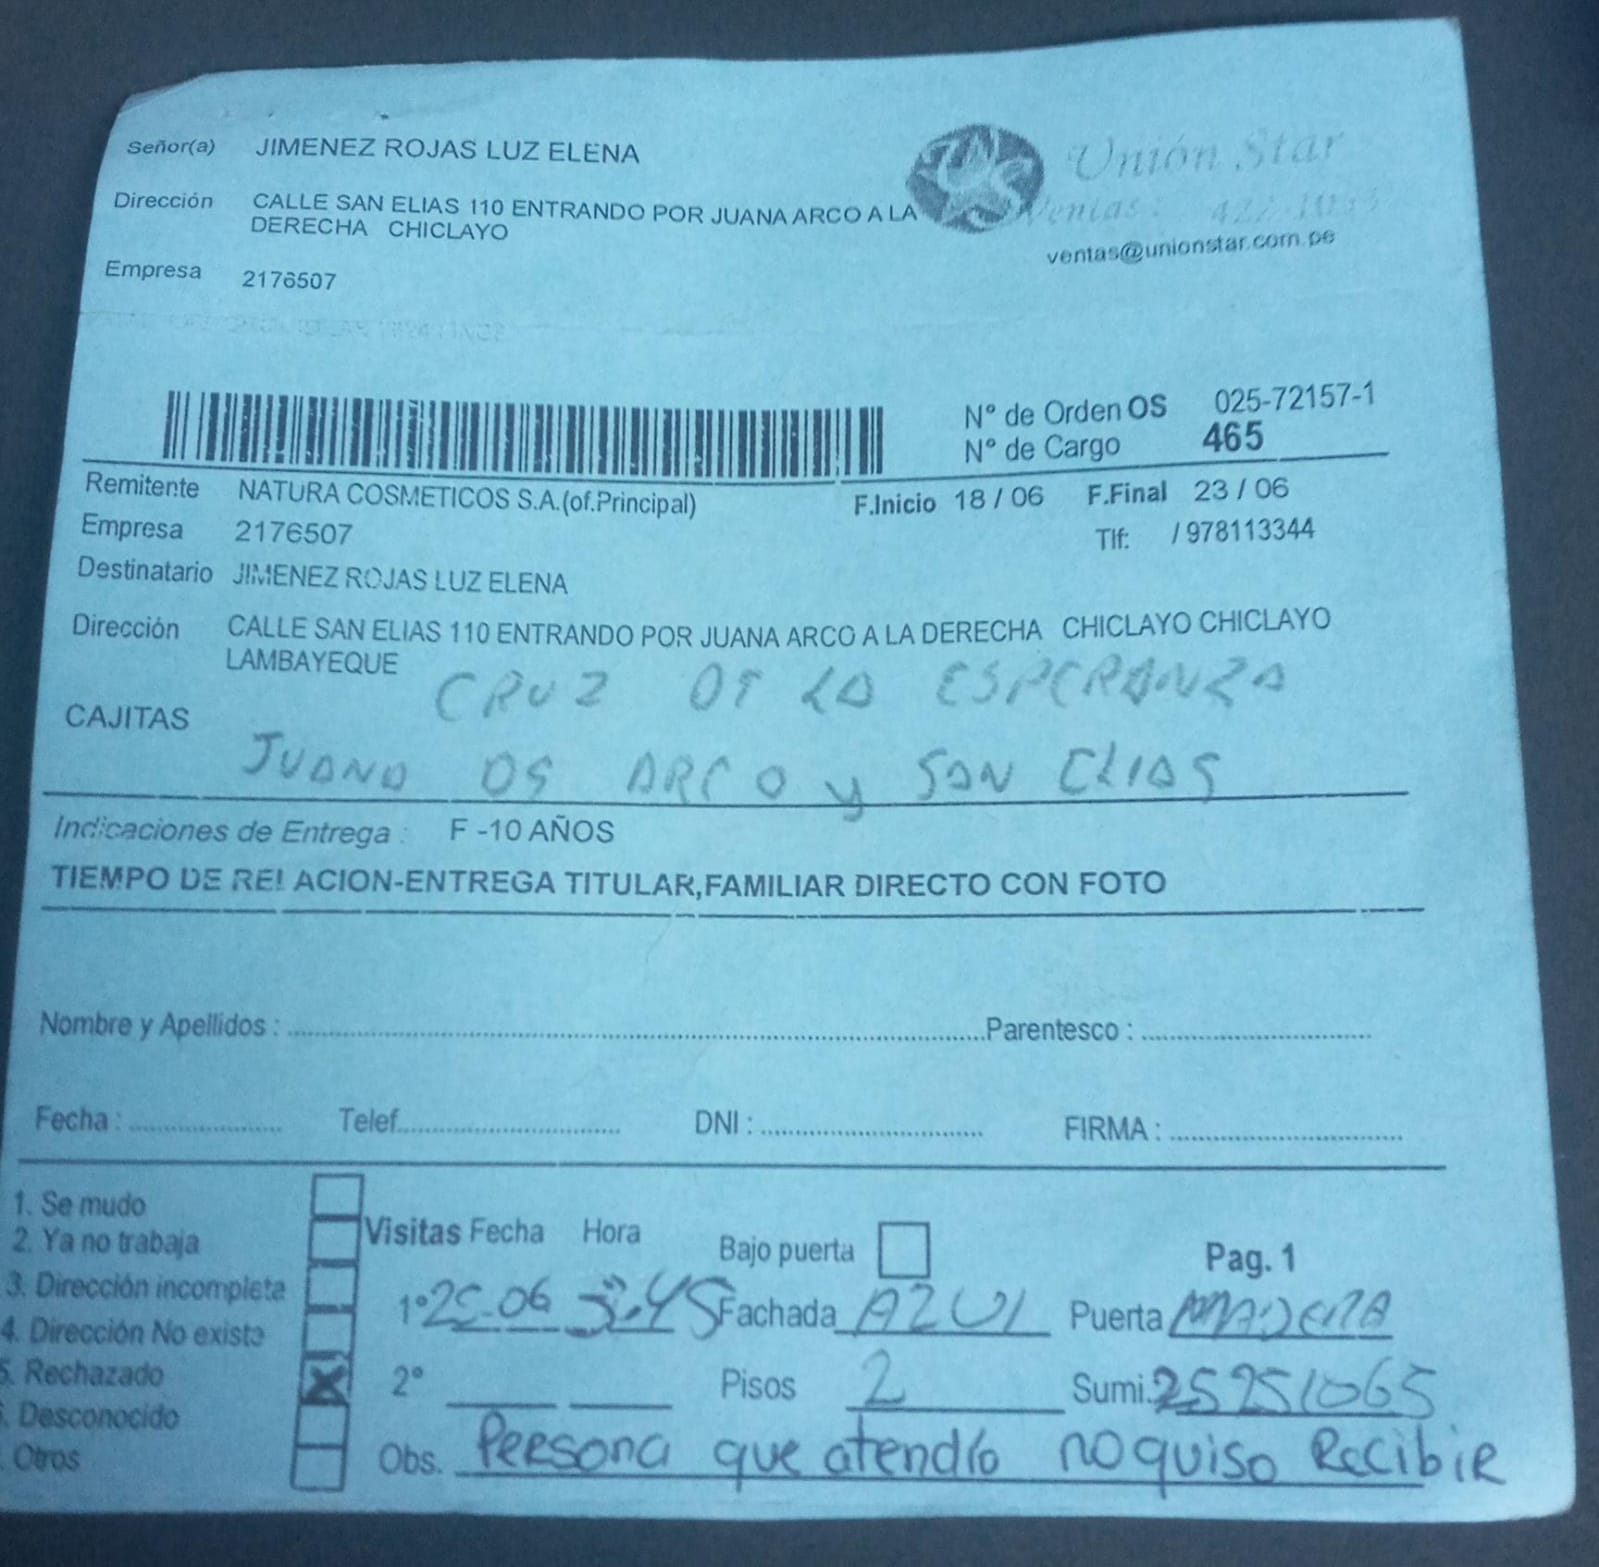 Señor(a) JIMENEZ ROJAS LUZ ELENA
Unión Star
Dirección CALLE SAN ELIAS 110 ENTRANDO POR JUANA ARCO A LA
DERECHA CHICLAYO
Ventas:
ventas@unionstar.com.pe
Empresa 2176507
N° de Orden OS 025-72157-1
N° de Cargo 465
Remitente NATURA COSMETICOS S.A.(of.Principal) F.Inicio 18 / 06 F.Final 23 / 06
Empresa 2176507 Tlf: / 978113344
Destinatario JIMENEZ ROJAS LUZ ELENA
Dirección CALLE SAN ELIAS 110 ENTRANDO POR JUANA ARCO A LA DERECHA CHICLAYO CHICLAYO
LAMBAYEQUE
CRUZ DE LA ESPERANZA
CAJITAS
JUANA DE ARCO y SAN ELIAS
Indicaciones de Entrega : F -10 AÑOS
TIEMPO DE RELACION-ENTREGA TITULAR,FAMILIAR DIRECTO CON FOTO
Nombre y Apellidos : Parentesco :
Fecha : Telef. DNI : FIRMA :
1. Se mudo
2. Ya no trabaja
3. Dirección incompleta
4. Dirección No existe
5. Rechazado X
. Desconocido
. Otros
Visitas Fecha Hora Bajo puerta Pag. 1
1° Fachada AZUL Puerta MADERA
2° Pisos 2 Sumi. 25251065
Obs. Persona que atendío no quiso Recibir